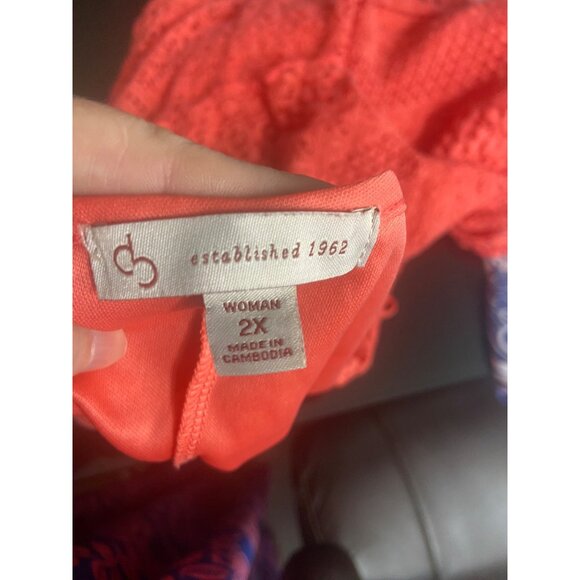 established 1962
WOMAN
2X
MADE IN
CAMBODIA